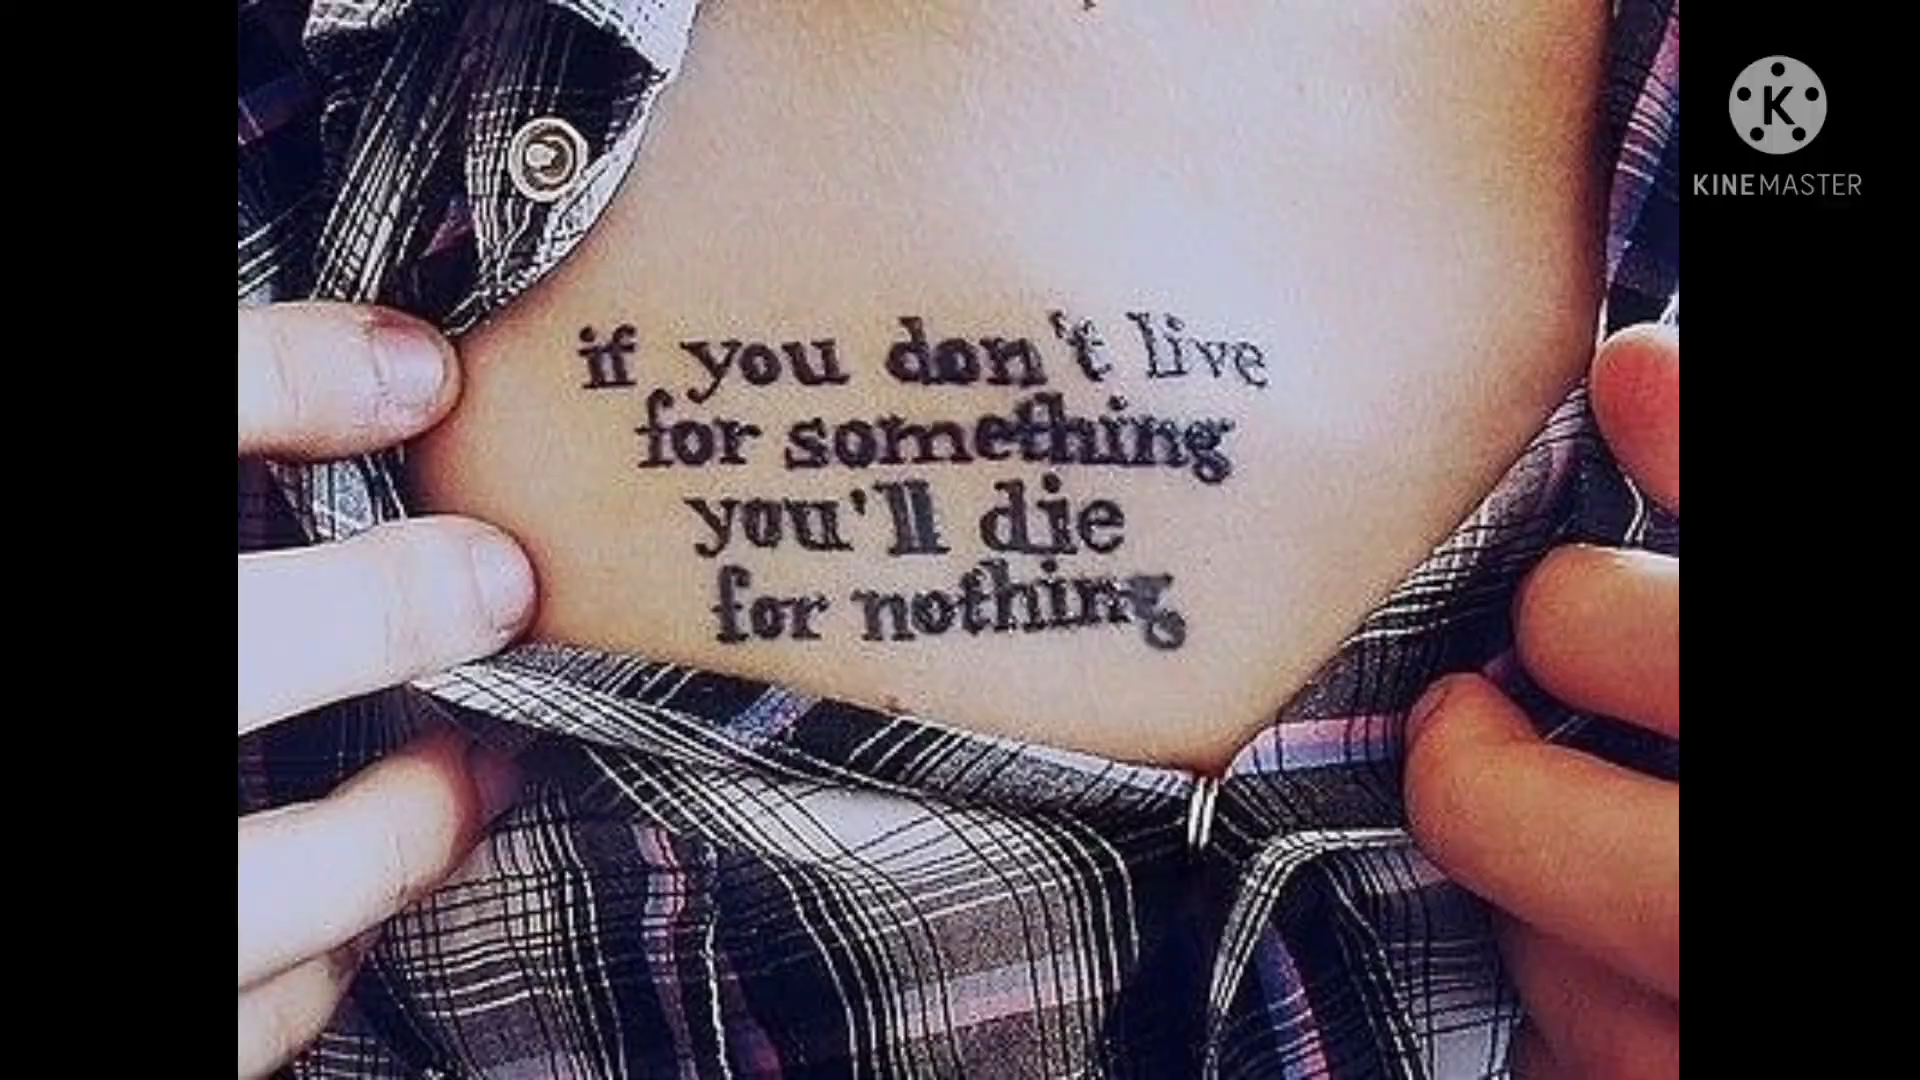 if you don't live
for something
you'll die
for nothing
K
KINEMASTER